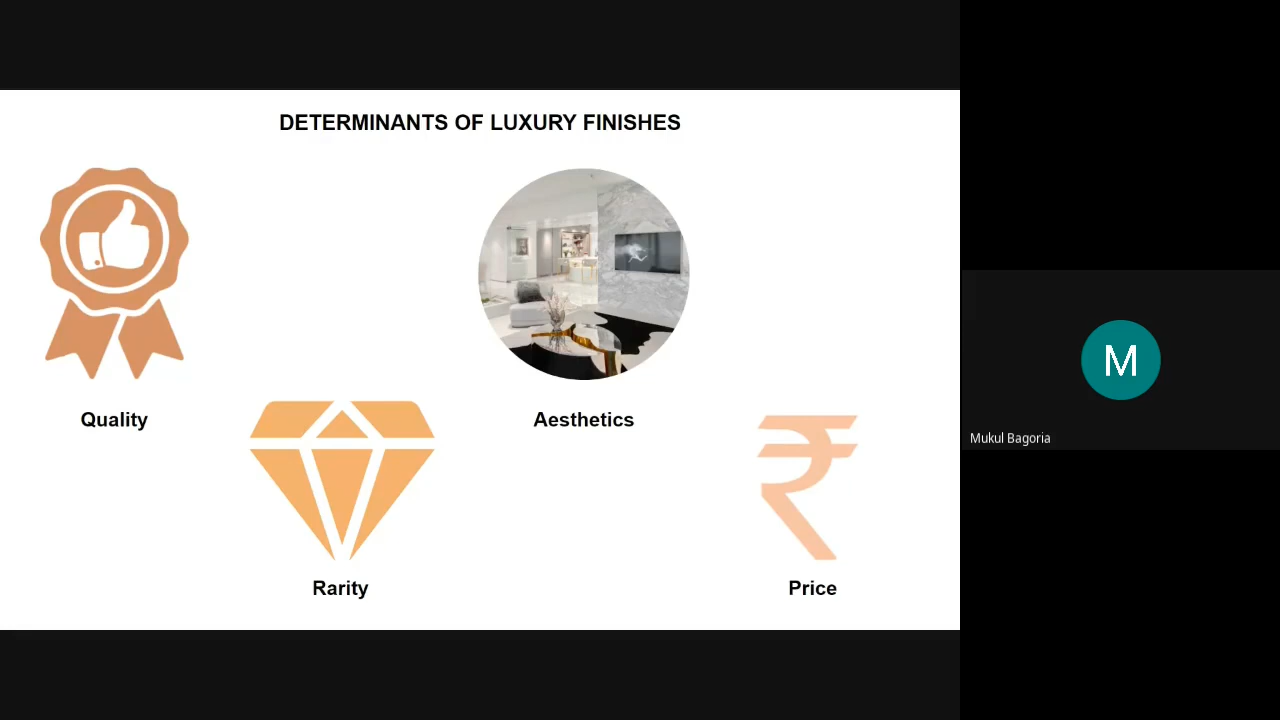 DETERMINANTS OF LUXURY FINISHES
Quality
Aesthetics
Rarity
Price
M
Mukul Bagoria